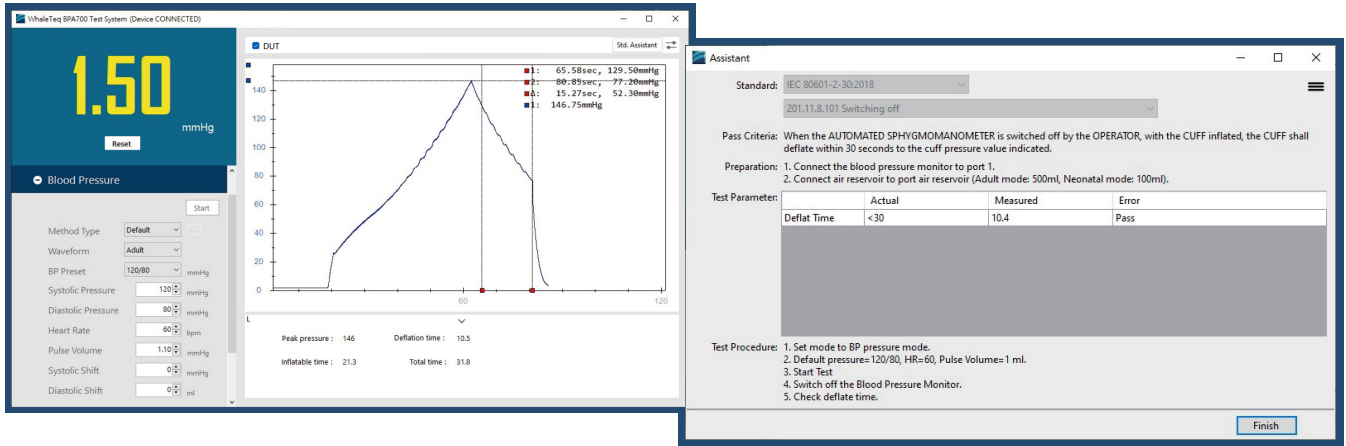 WhaleTeq BPA700 Test System (Device CONNECTED)
1.50
mmHg
Reset
Blood Pressure
Start
Method Type Default
Waveform Adult
BP Preset 120/80 mmHg
Systolic Pressure 120 mmHg
Diastolic Pressure 80 mmHg
Heart Rate 60 bpm
Pulse Volume 1.10 mmHg
Systolic Shift 0 mmHg
Diastolic Shift 0 ml
DUT
Std. Assistant
1: 65.58sec, 129.50mmHg
2: 80.85sec, 77.20mmHg
Δ: 15.27sec, 52.30mmHg
1: 146.75mmHg
140
120
100
80
60
40
20
0
60 120
L
Peak pressure : 146 Deflation time : 10.5
Inflatable time : 21.3 Total time : 31.8
Assistant
Standard: IEC 80601-2-30:2018
201.11.8.101 Switching off
Pass Criteria: When the AUTOMATED SPHYGMOMANOMETER is switched off by the OPERATOR, with the CUFF inflated, the CUFF shall
deflate within 30 seconds to the cuff pressure value indicated.
Preparation: 1. Connect the blood pressure monitor to port 1.
2. Connect air reservoir to port air reservoir (Adult mode: 500ml, Neonatal mode: 100ml).
Test Parameter:
Actual Measured Error
Deflat Time <30 10.4 Pass
Test Procedure: 1. Set mode to BP pressure mode.
2. Default pressure=120/80, HR=60, Pulse Volume=1 ml.
3. Start Test
4. Switch off the Blood Pressure Monitor.
5. Check deflate time.
Finish